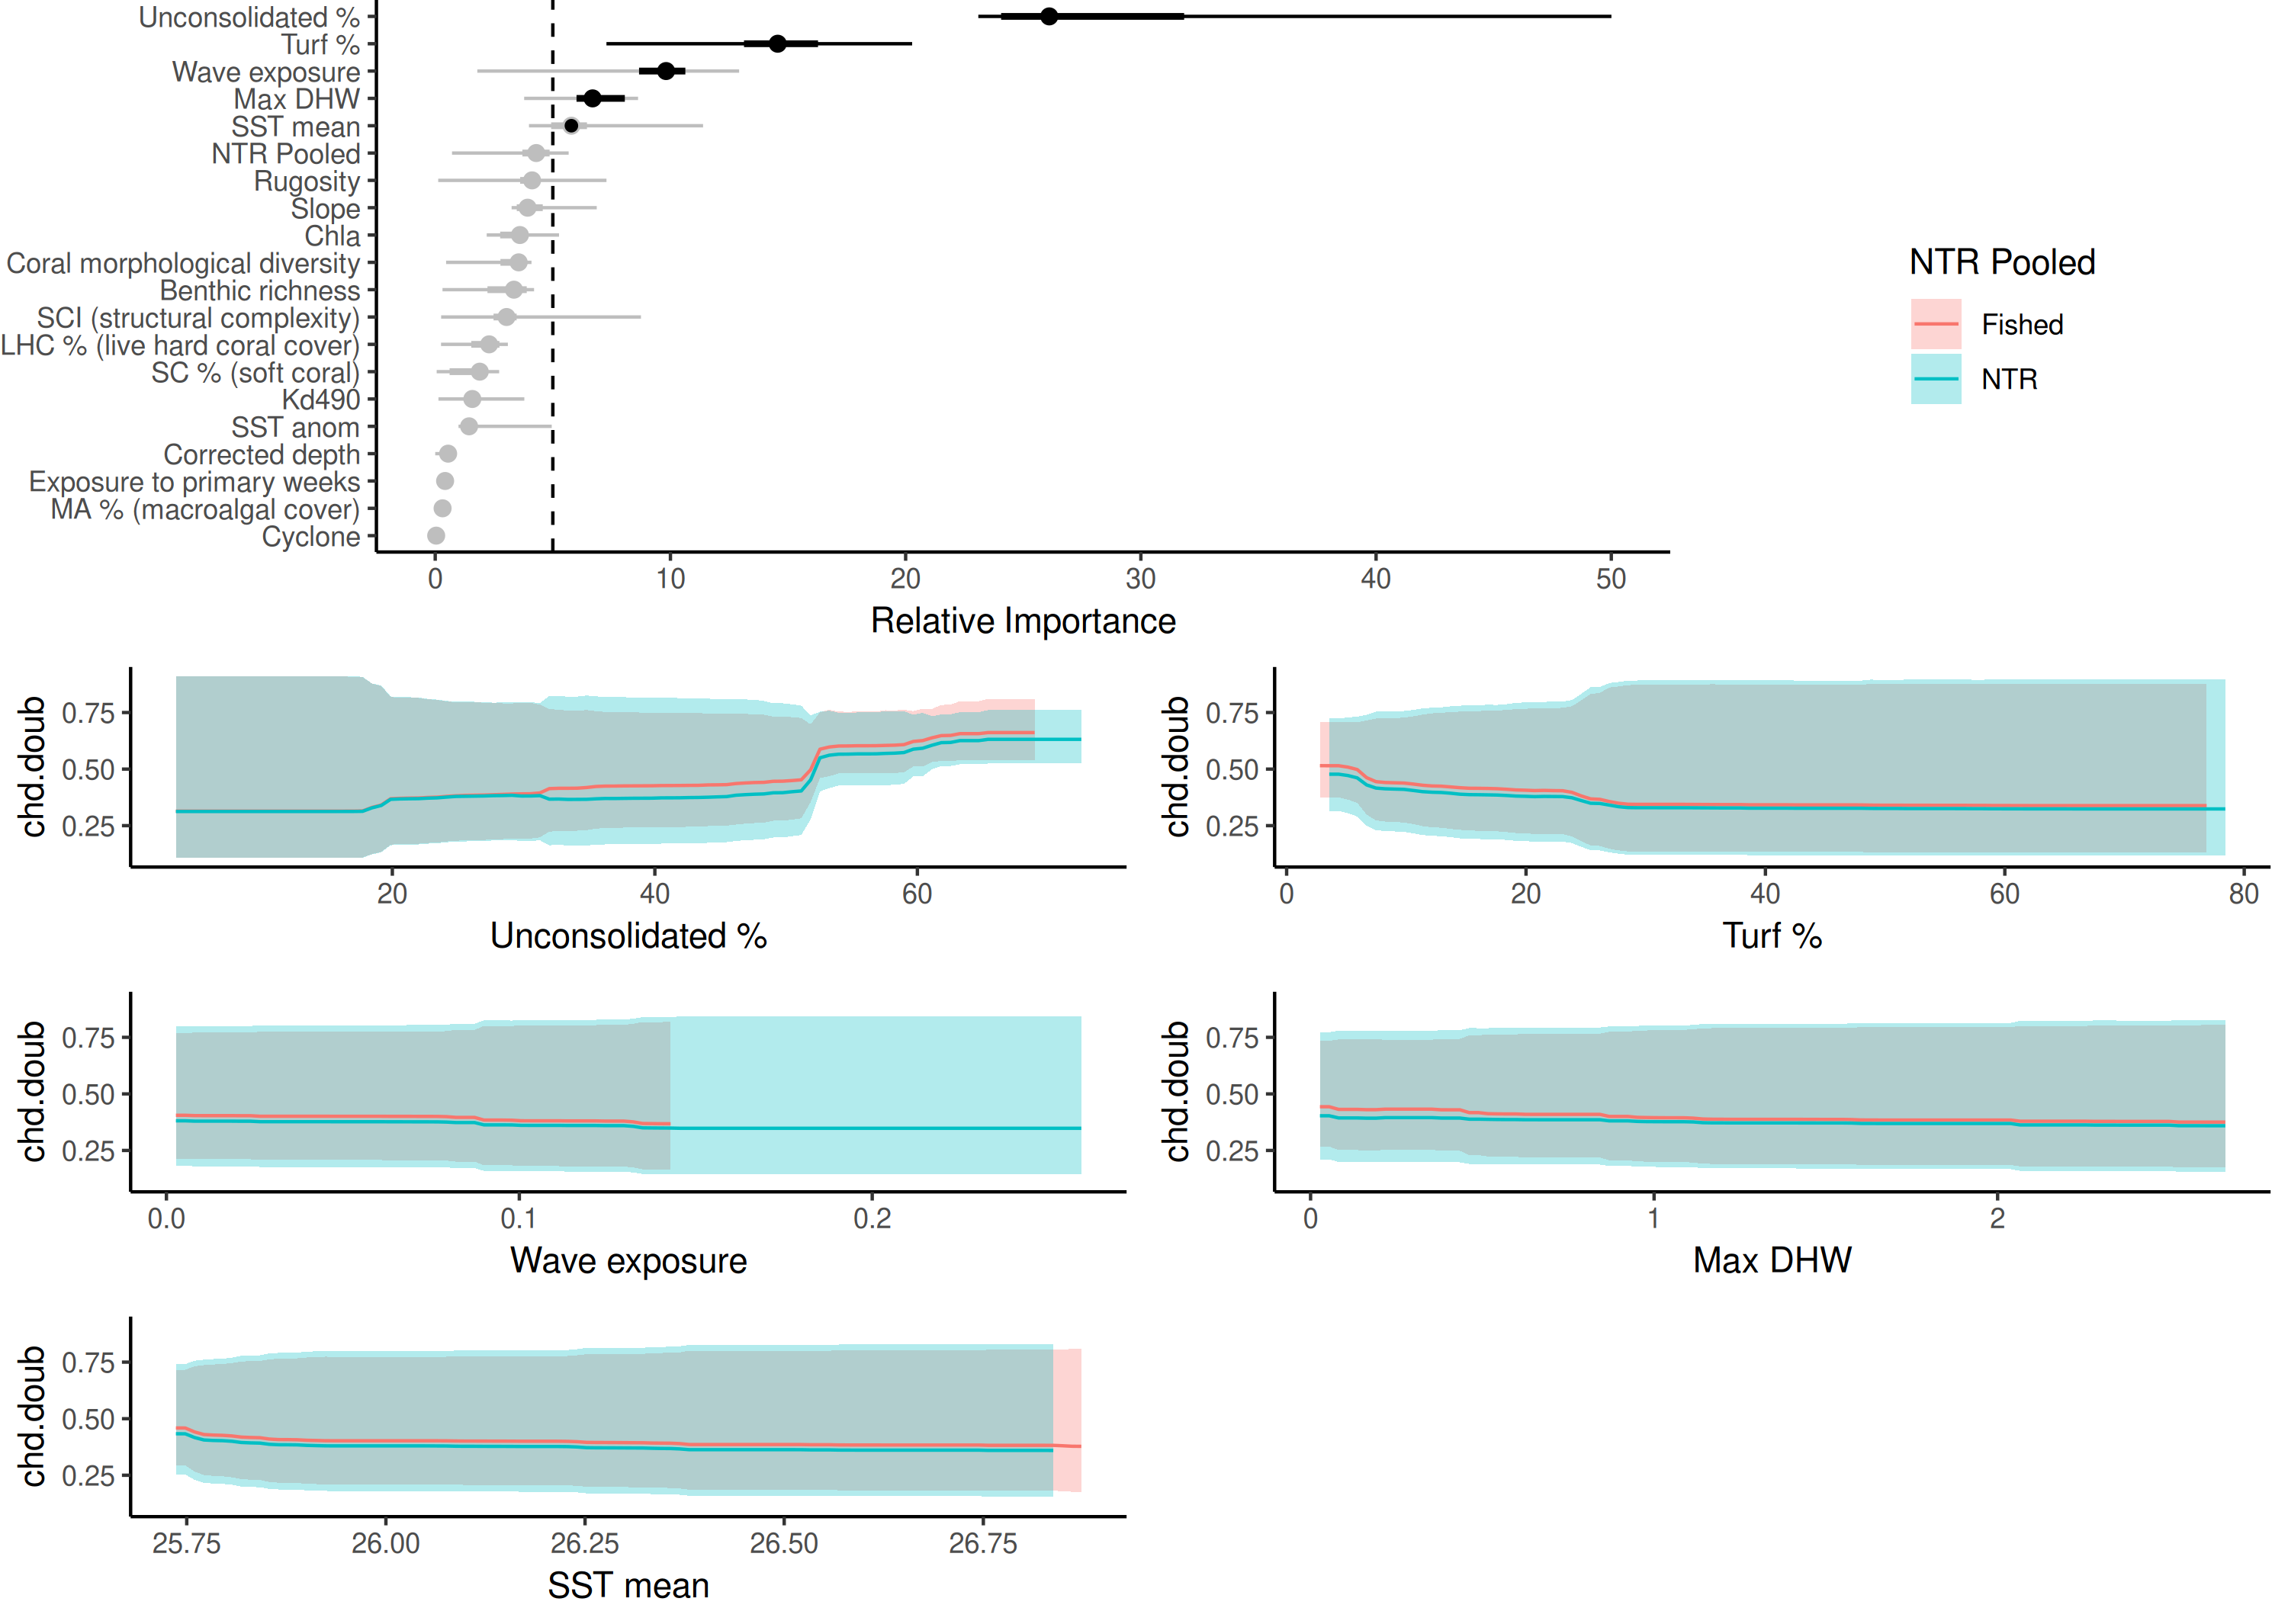 Unconsolidated %
Turf %
Wave exposure
Max DHW
SST mean
NTR Pooled
Rugosity
Slope
Chla
Coral morphological diversity
Benthic richness
SCI (structural complexity)
LHC % (live hard coral cover)
SC % (soft coral)
Kd490
SST anom
Corrected depth
Exposure to primary weeks
MA % (macroalgal cover)
Cyclone
0 10 20 30 40 50
Relative Importance
NTR Pooled
Fished
NTR
chd.doub
0.75
0.50
0.25
20 40 60
Unconsolidated %
chd.doub
0.75
0.50
0.25
0 20 40 60 80
Turf %
chd.doub
0.75
0.50
0.25
0.0 0.1 0.2
Wave exposure
chd.doub
0.75
0.50
0.25
0 1 2
Max DHW
chd.doub
0.75
0.50
0.25
25.75 26.00 26.25 26.50 26.75
SST mean